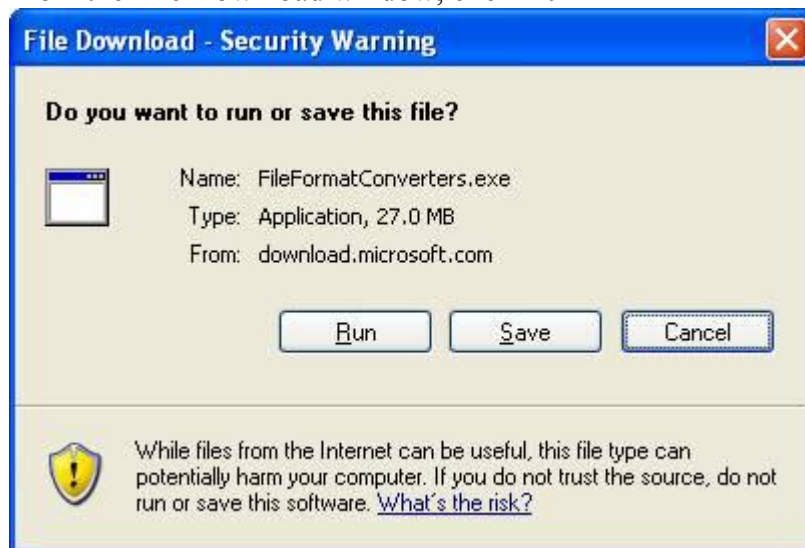 File Download - Security Warning
Do you want to run or save this file?
Name: FileFormatConverters.exe
Type: Application, 27.0 MB
From: download.microsoft.com
Run Save Cancel
While files from the Internet can be useful, this file type can
potentially harm your computer. If you do not trust the source, do not
run or save this software. What's the risk?